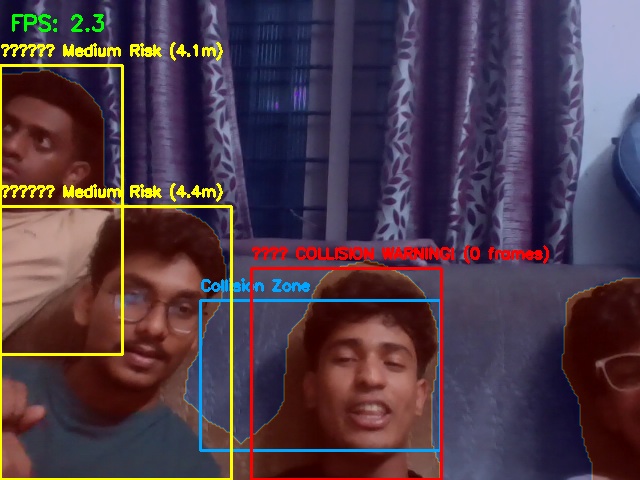 FPS: 2.3
?????? Medium Risk (4.1m)
?????? Medium Risk (4.4m)
???? COLLISION WARNING! (0 frames)
Collision Zone